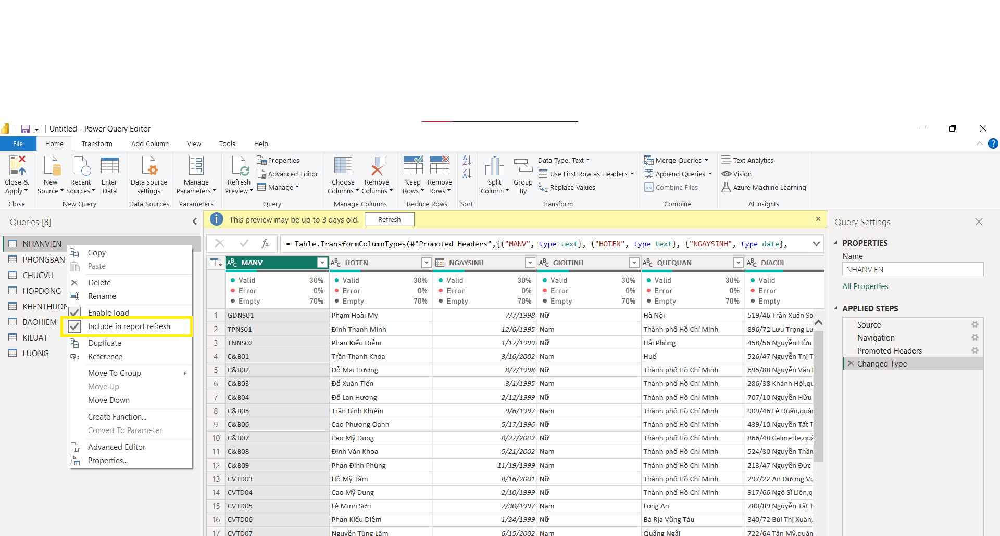 Untitled - Power Query Editor
File Home Transform Add Column View Tools Help
Close & Apply
Close
New Source
Recent Sources
Enter Data
New Query
Data source settings
Data Sources
Manage Parameters
Parameters
Refresh Preview
Properties
Advanced Editor
Manage
Query
Choose Columns
Remove Columns
Manage Columns
Keep Rows
Remove Rows
Reduce Rows
Sort
Split Column
Group By
Data Type: Text
Use First Row as Headers
Replace Values
Transform
Merge Queries
Append Queries
Combine Files
Combine
Text Analytics
Vision
Azure Machine Learning
AI Insights
Queries [8]
NHANVIEN
PHONGBAN
CHUCVU
HOPDONG
KHENTHUON
BAOHIEM
KILUAT
LUONG
Copy
Paste
Delete
Rename
Enable load
Include in report refresh
Duplicate
Reference
Move To Group
Move Up
Move Down
Create Function...
Convert To Parameter
Advanced Editor
Properties...
This preview may be up to 3 days old. Refresh
fx = Table.TransformColumnTypes(#"Promoted Headers",{{"MANV", type text}, {"HOTEN", type text}, {"NGAYSINH", type date},
MANV HOTEN NGAYSINH GIOITINH QUEQUAN DIACHI
Valid 30% Valid 30% Valid 30% Valid 30% Valid 30% Valid
Error 0% Error 0% Error 0% Error 0% Error 0% Error
Empty 70% Empty 70% Empty 70% Empty 70% Empty 70% Empty
1 GDNS01 Phạm Hoài My 7/7/1998 Nữ Hà Nội 519/46 Trần Xuân So
2 TPNS01 Đinh Thanh Minh 12/6/1995 Nam Thành phố Hồ Chí Minh 896/72 Lưu Trọng Lu
3 TNNS02 Phan Kiểu Diễm 1/17/1999 Nữ Hải Phòng 458/56 Nguyễn Hữu
4 C&B01 Trần Thanh Khoa 3/16/2002 Nam Huế 526/47 Nguyễn Thị T
5 C&B02 Đỗ Mai Hương 8/7/1998 Nữ Thành phố Hồ Chí Minh 695/88 Nguyễn Văn
6 C&B03 Đỗ Xuân Tiến 3/1/1995 Nam Thành phố Hồ Chí Minh 286/38 Khánh Hội,qu
7 C&B04 Đỗ Lan Hương 2/12/1999 Nữ Thành phố Hồ Chí Minh 707/10 Nguyễn Hữu
8 C&B05 Trần Bình Khiêm 9/6/1997 Nam Thành phố Hồ Chí Minh 909/46 Lê Duẩn,quận
9 C&B06 Cao Phương Oanh 5/17/1996 Nữ Thành phố Hồ Chí Minh 439/10 Nguyễn Tất T
10 C&B07 Cao Mỹ Dung 8/27/2002 Nữ Thành phố Hồ Chí Minh 866/48 Calmette,quậ
11 C&B08 Đinh Văn Khoa 5/21/2002 Nam Thành phố Hồ Chí Minh 524/30 Nguyễn Thần
12 C&B09 Phan Đình Phùng 11/19/1999 Nam Thành phố Hồ Chí Minh 213/47 Nguyễn Đức
13 CVTD03 Hồ Mỹ Tâm 8/16/2001 Nữ Thành phố Hồ Chí Minh 297/22 An Dương Vu
14 CVTD04 Cao Mỹ Dung 2/10/1999 Nữ Thành phố Hồ Chí Minh 917/66 Ngô Sĩ Liên,q
15 CVTD05 Lê Minh Sơn 7/30/1997 Nam Long An 780/89 Nguyễn Tất T
16 CVTD06 Phan Kiểu Diễm 1/24/1999 Nữ Bà Rịa Vũng Tàu 340/72 Bùi Thị Xuân,
17 CVTD07 Nguyễn Tùng Lâm 6/15/2002 Nam Quãng Ngãi 722/64 Tân Mỹ,quận
Query Settings
PROPERTIES
Name
NHANVIEN
All Properties
APPLIED STEPS
Source
Navigation
Promoted Headers
Changed Type